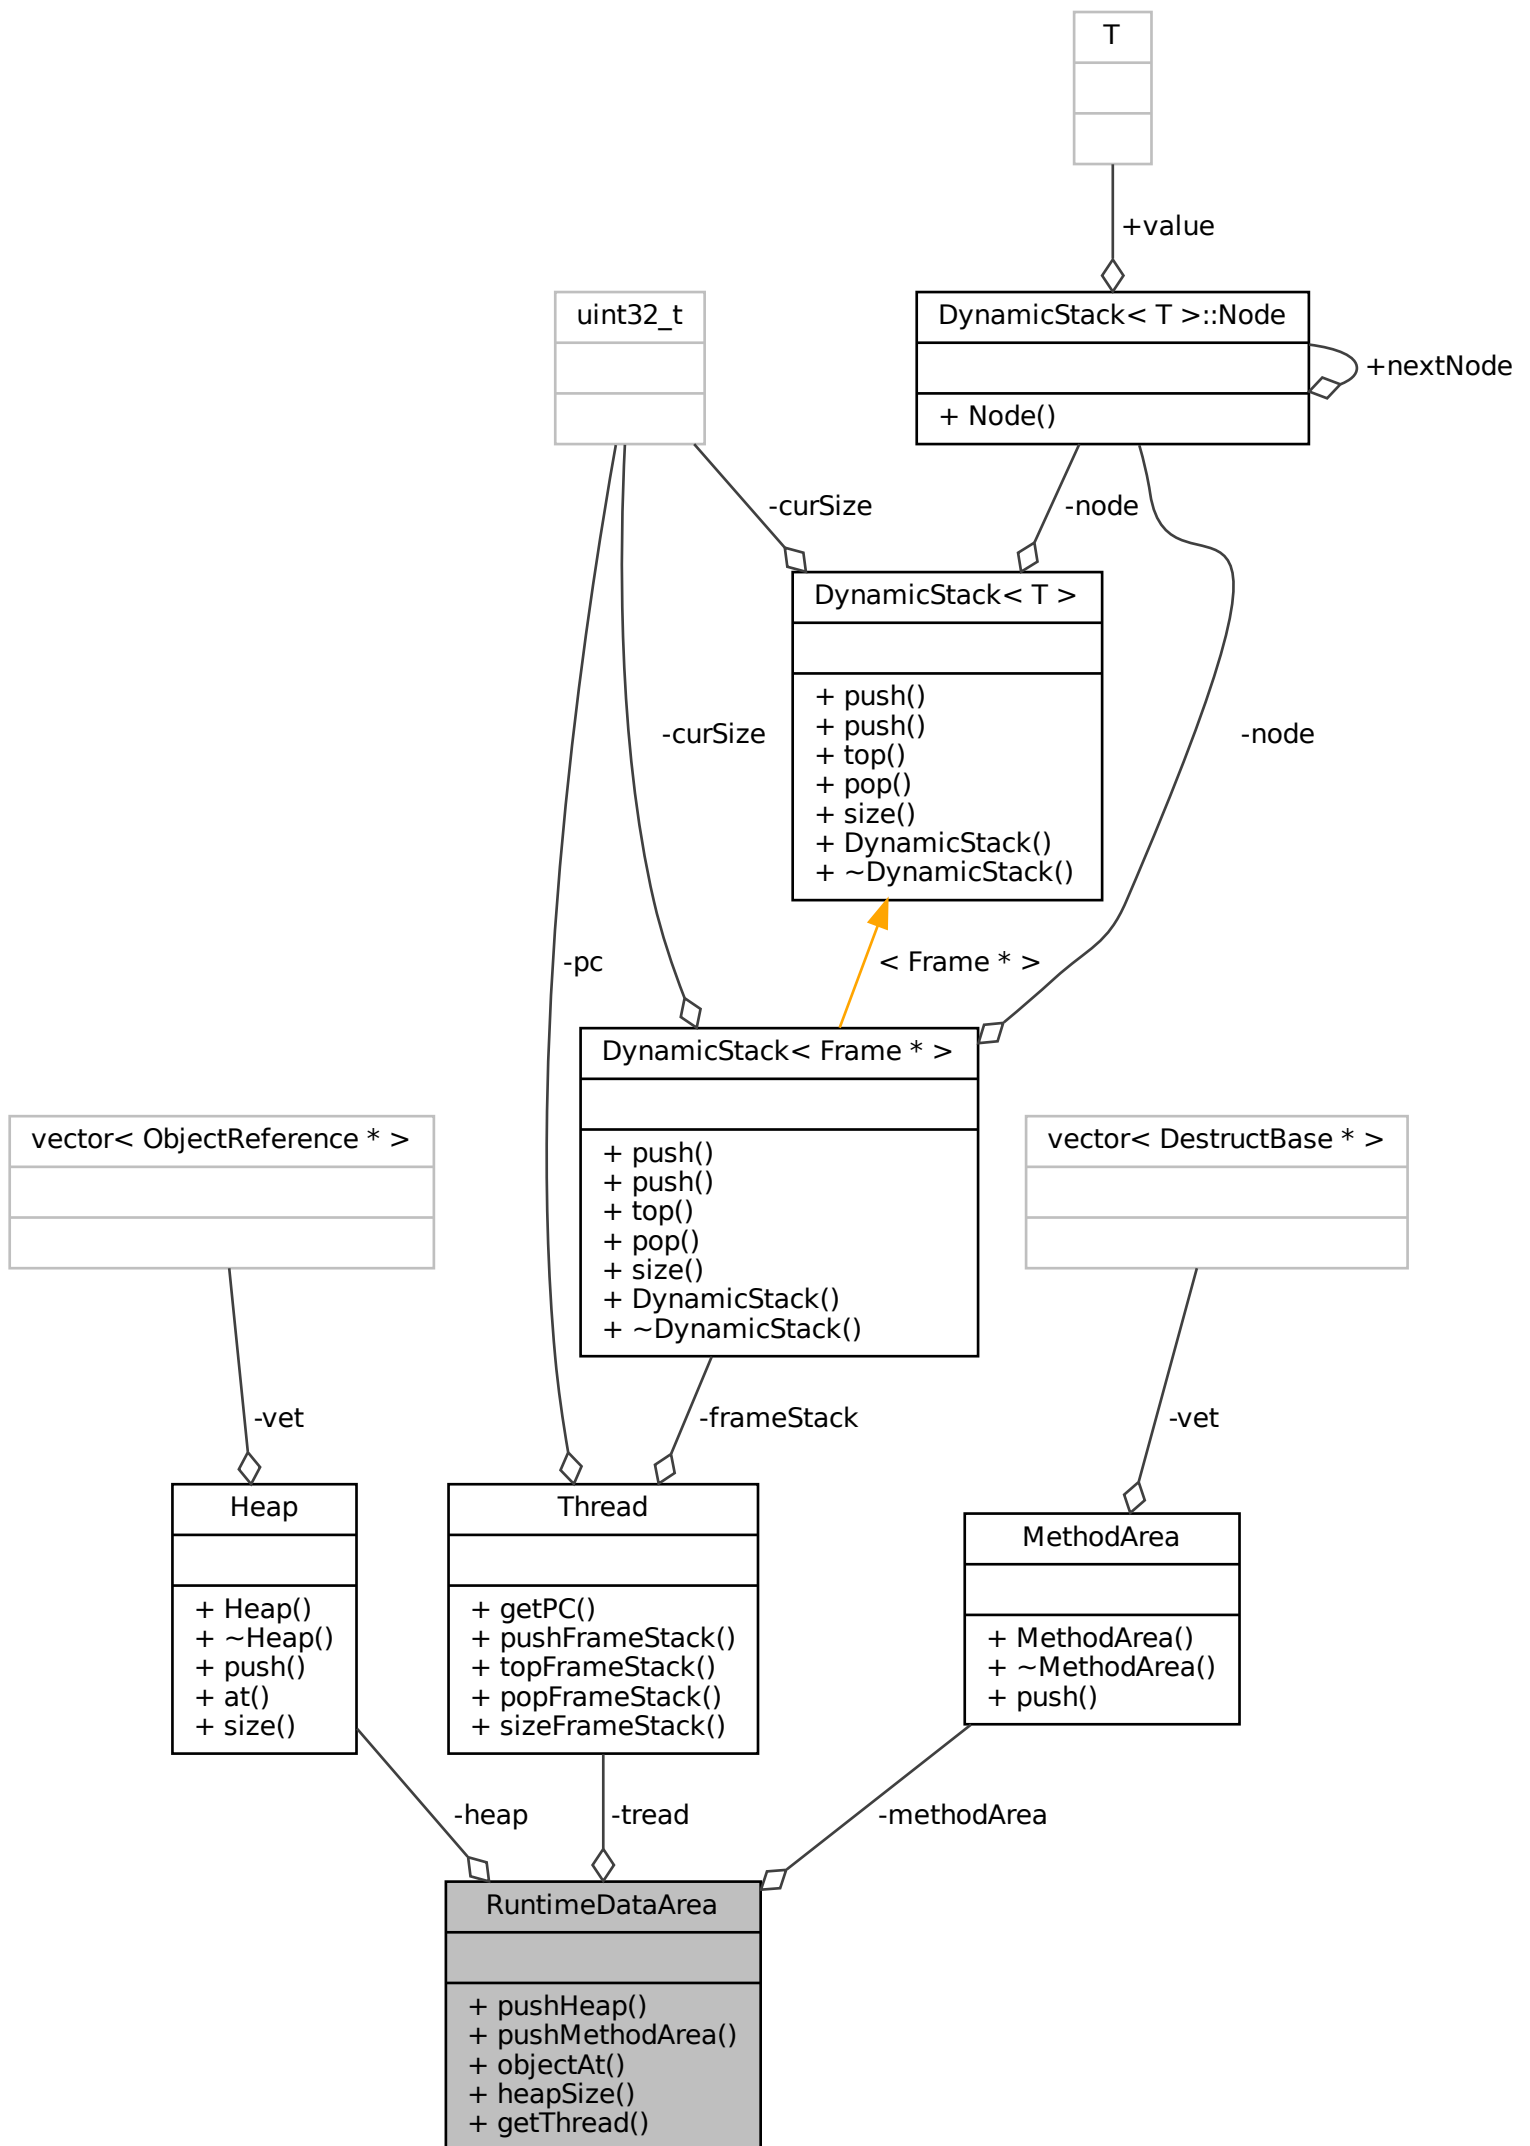 T
+value
uint32_t
DynamicStack< T >::Node
+ Node()
+nextNode
-curSize
-node
DynamicStack< T >
+ push()
+ push()
+ top()
+ pop()
+ size()
+ DynamicStack()
+ ~DynamicStack()
-curSize
-node
-pc
< Frame * >
DynamicStack< Frame * >
+ push()
+ push()
+ top()
+ pop()
+ size()
+ DynamicStack()
+ ~DynamicStack()
vector< ObjectReference * >
vector< DestructBase * >
-vet
-frameStack
-vet
Heap
+ Heap()
+ ~Heap()
+ push()
+ at()
+ size()
Thread
+ getPC()
+ pushFrameStack()
+ topFrameStack()
+ popFrameStack()
+ sizeFrameStack()
MethodArea
+ MethodArea()
+ ~MethodArea()
+ push()
-heap
-tread
-methodArea
RuntimeDataArea
+ pushHeap()
+ pushMethodArea()
+ objectAt()
+ heapSize()
+ getThread()